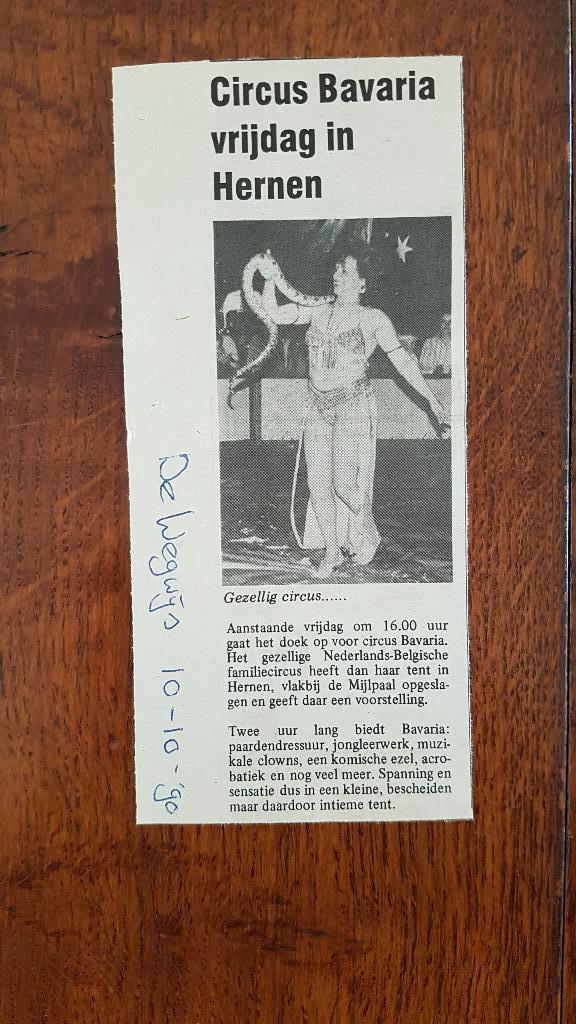 Circus Bavaria
vrijdag in
Hernen
Gezellig circus......
Aanstaande vrijdag om 16.00 uur
gaat het doek op voor circus Bavaria.
Het gezellige Nederlands-Belgische
familiecircus heeft dan haar tent in
Hernen, vlakbij de Mijlpaal opgesla-
gen en geeft daar een voorstelling.
Twee uur lang biedt Bavaria:
paardendressuur, jongleerwerk, muzi-
kale clowns, een komische ezel, acro-
batiek en nog veel meer. Spanning en
sensatie dus in een kleine, bescheiden
maar daardoor intieme tent.
De Wegwijs 10-10-'90